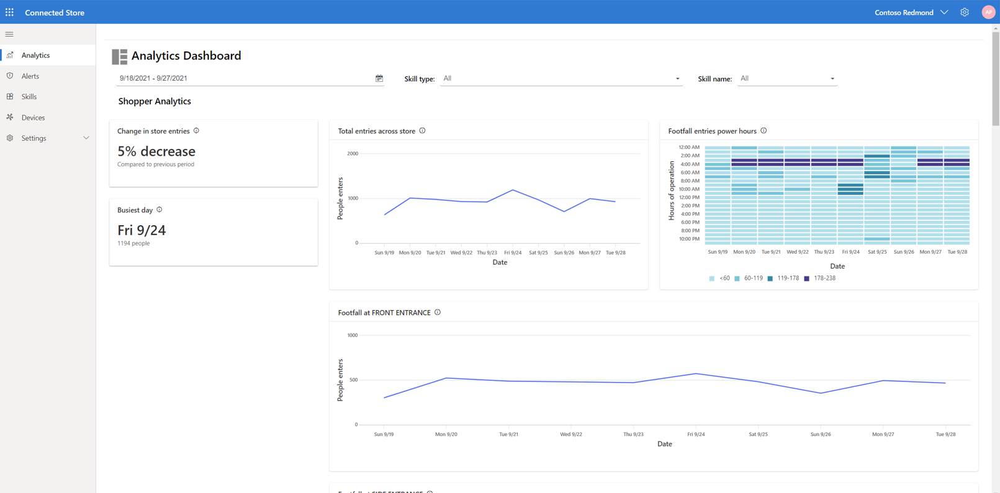 Connected Store
Contoso Redmond
AP
Analytics
Alerts
Skills
Devices
Settings
Analytics Dashboard
9/18/2021 - 9/27/2021
Skill type: All
Skill name: All
Shopper Analytics
Change in store entries
5% decrease
Compared to previous period
Busiest day
Fri 9/24
1194 people
Total entries across store
People enters
2000
1000
0
Sun 9/19 Mon 9/20 Tue 9/21 Wed 9/22 Thu 9/23 Fri 9/24 Sat 9/25 Sun 9/26 Mon 9/27 Tue 9/28
Date
Footfall entries power hours
Hours of operation
12:00 AM
2:00 AM
4:00 AM
6:00 AM
8:00 AM
10:00 AM
12:00 PM
2:00 PM
4:00 PM
6:00 PM
8:00 PM
10:00 PM
Sun 9/19 Mon 9/20 Tue 9/21 Wed 9/22 Thu 9/23 Fri 9/24 Sat 9/25 Sun 9/26 Mon 9/27 Tue 9/28
Date
<60 60-119 119-178 178-238
Footfall at FRONT ENTRANCE
People enters
1000
500
0
Sun 9/19 Mon 9/20 Tue 9/21 Wed 9/22 Thu 9/23 Fri 9/24 Sat 9/25 Sun 9/26 Mon 9/27 Tue 9/28
Date
Footfall at SIDE ENTRANCE